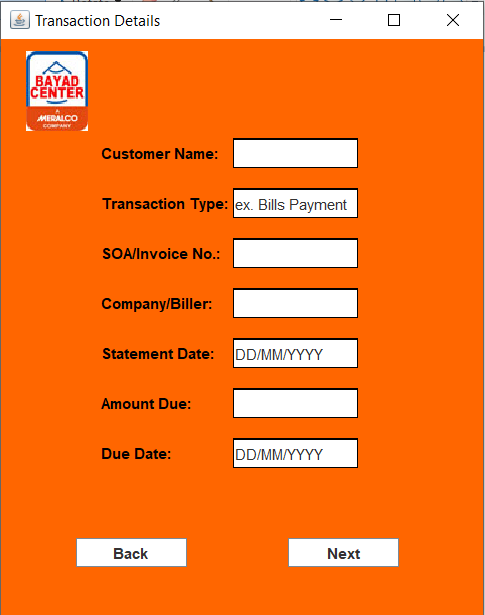 Transaction Details
BAYAD
CENTER
A
MERALCO
COMPANY
Customer Name:
Transaction Type: ex. Bills Payment
SOA/Invoice No.:
Company/Biller:
Statement Date: DD/MM/YYYY
Amount Due:
Due Date: DD/MM/YYYY
Back Next